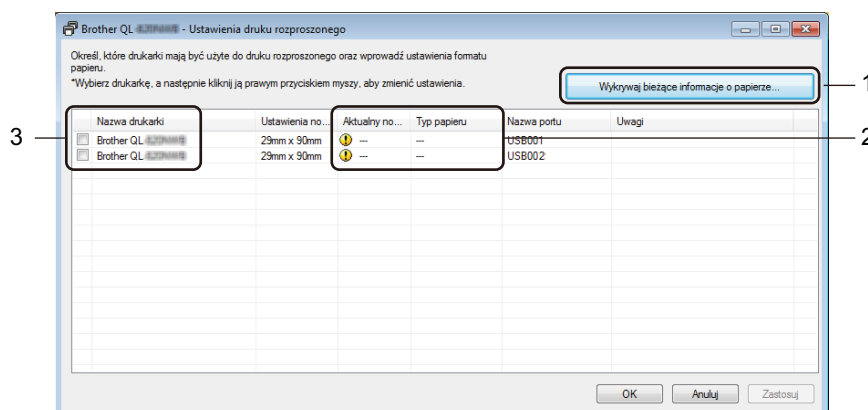 Brother QL - Ustawienia druku rozproszonego
Określ, które drukarki mają być użyte do druku rozproszonego oraz wprowadź ustawienia formatu
papieru.
*Wybierz drukarkę, a następnie kliknij ją prawym przyciskiem myszy, aby zmienić ustawienia.
Wykrywaj bieżące informacje o papierze...
1
Nazwa drukarki Ustawienia no... Aktualny no... Typ papieru Nazwa portu Uwagi
3
Brother QL 29mm x 90mm --- --- USB001
2
Brother QL 29mm x 90mm --- --- USB002
OK Anuluj Zastosuj